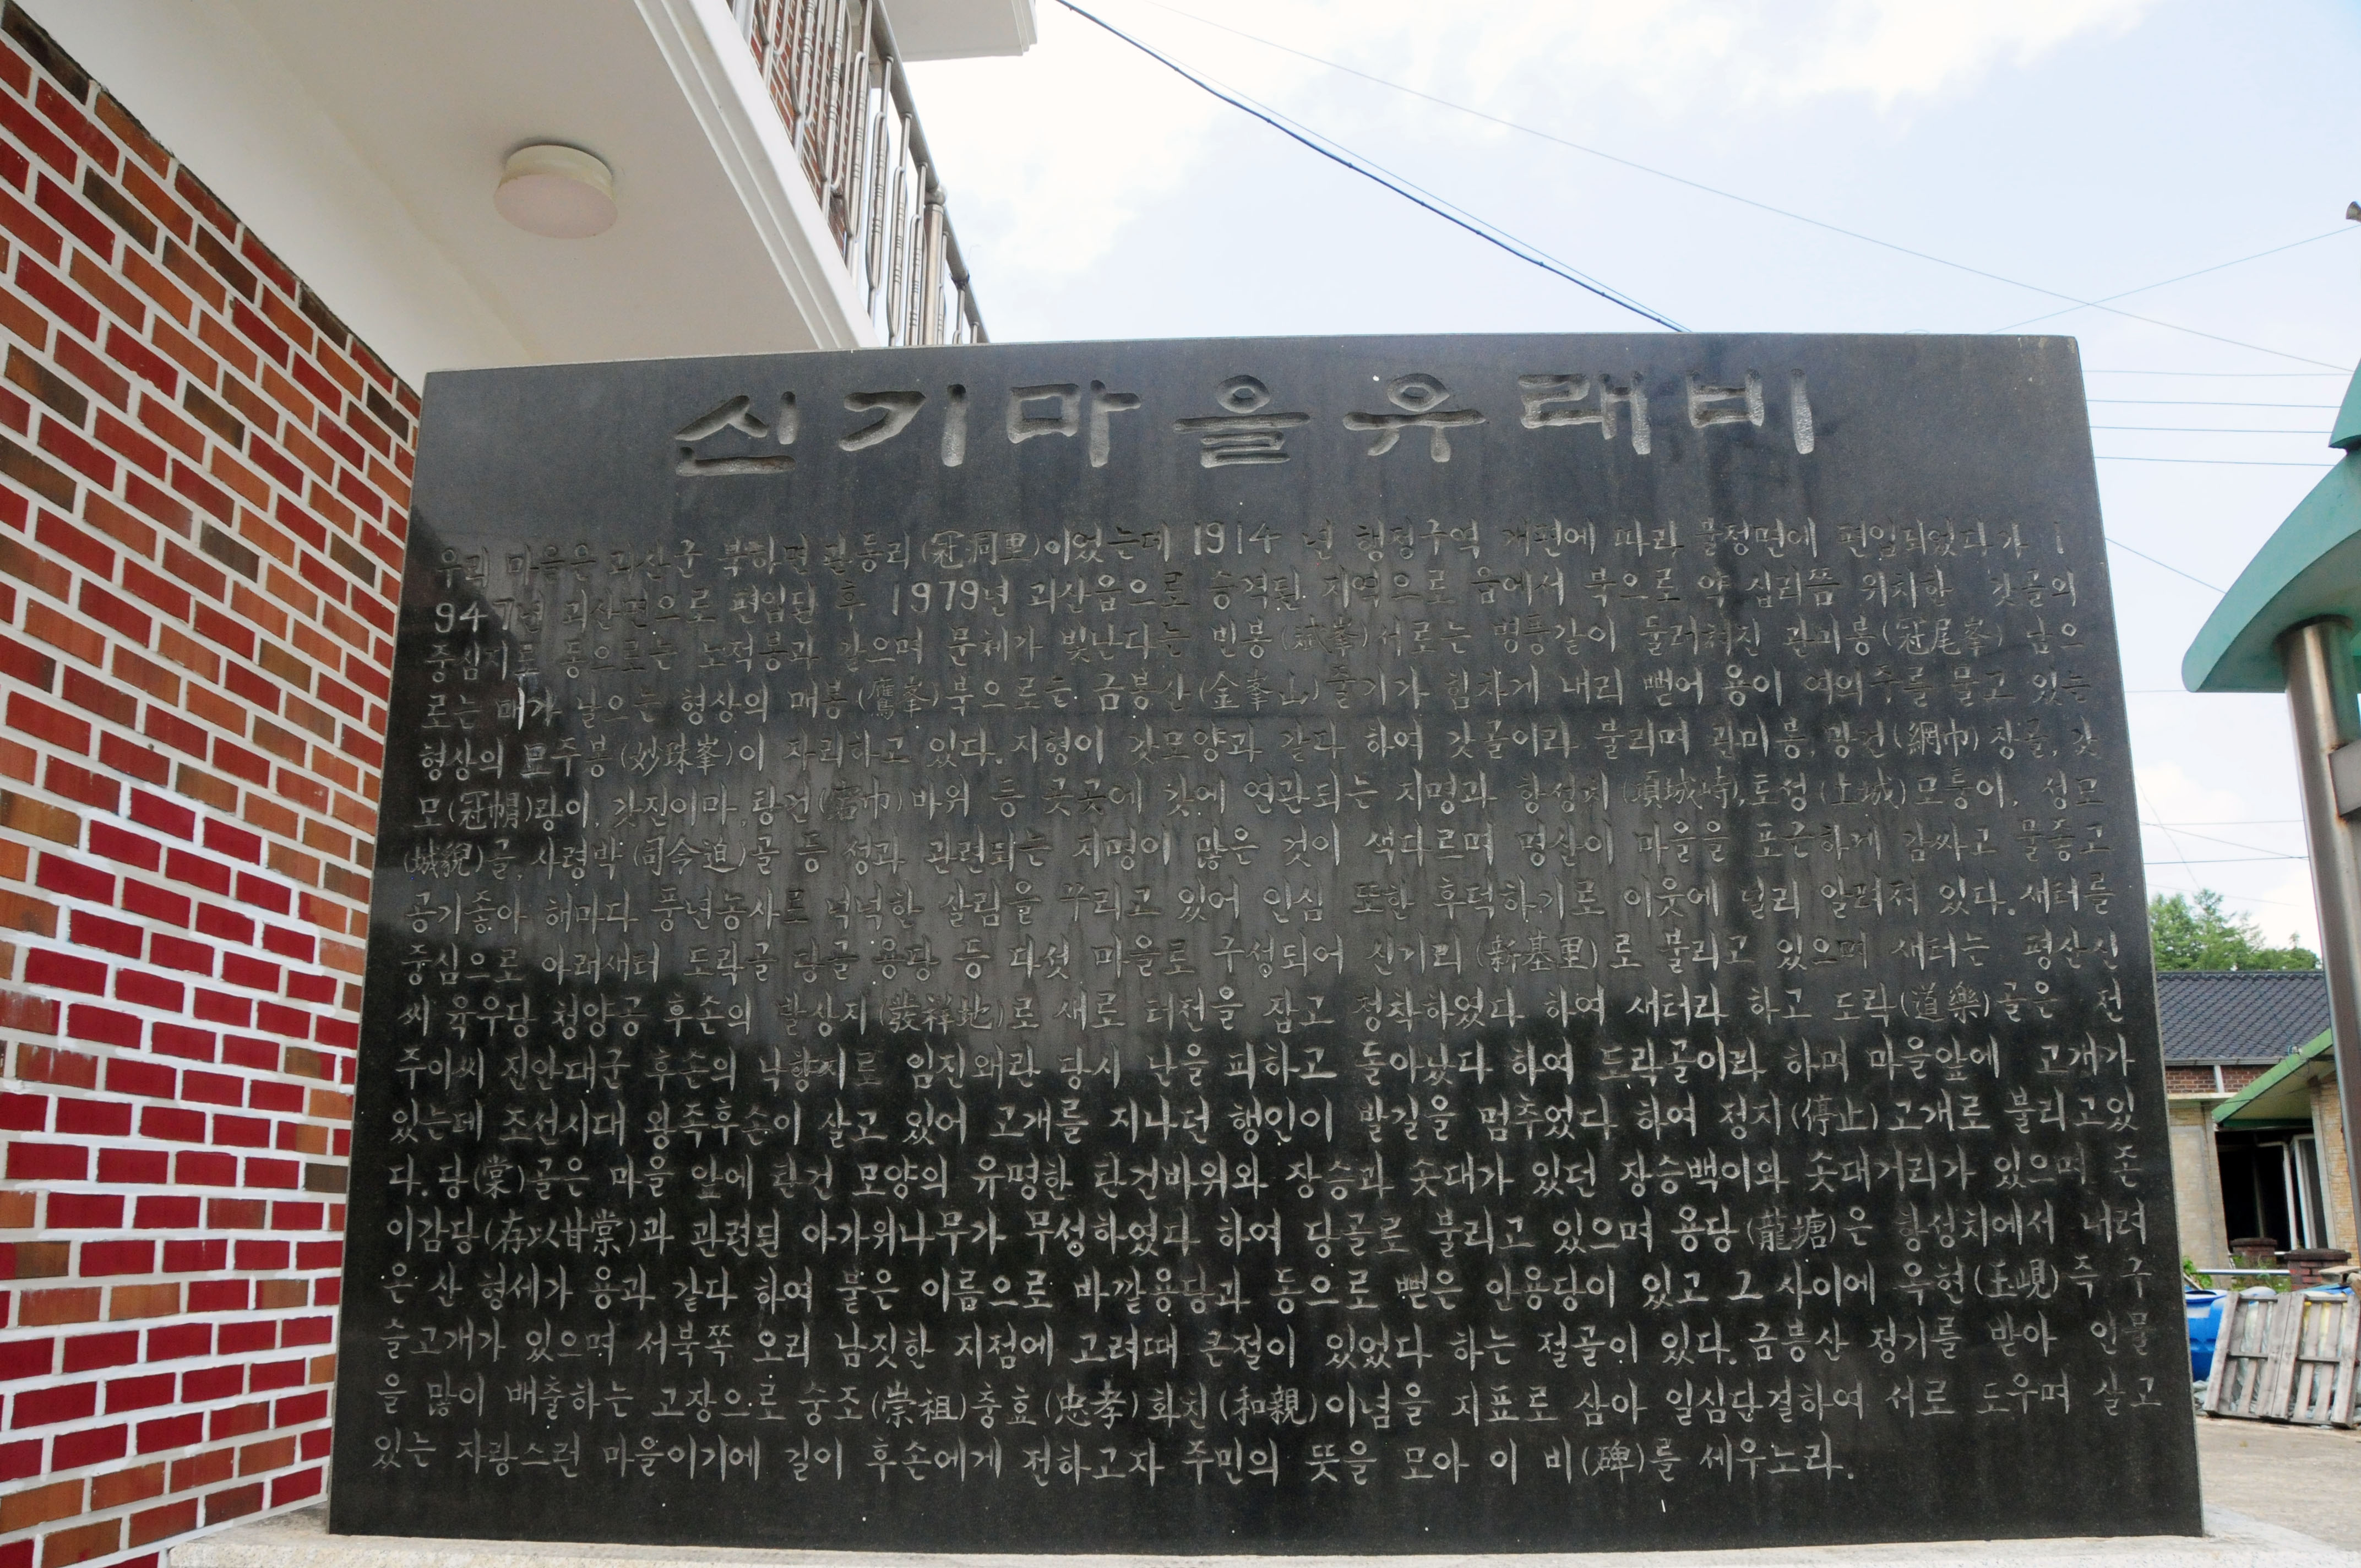 신기마을유래비
우리 마을은 괴산군 북하면 관동리(冠洞里)이었는데 1914 년 행정구역 개편에 따라 불정면에 편입되었다가 1
947년 괴산면으로 편입된 후 1979년 괴산읍으로 승격된 지역으로 읍에서 북으로 약 십리쯤 위치한 갓골의
중심지로 동으로는 노적봉과 같으며 문체가 빛난다는 빈봉(斌峯)서로는 병풍같이 둘러쳐진 관미봉(冠尾峯) 남으
로는 매가 날으는 형상의 매봉(鷹峯)북으로는 금봉산(金峯山)줄기가 힘차게 내리 뻗어 용이 여의주를 물고 있는
형상의 묘주봉(妙珠峯)이 자리하고 있다. 지형이 갓모양과 같다 하여 갓골이라 불리며 관미봉, 망건(網巾)장골, 갓
모(冠帽)랑이, 갓진이마, 탕건(宕巾)바위 등 곳곳에 갓에 연관되는 지명과 항성치(項城峙), 토성(土城)모퉁이, 성모
(城貌)골, 사령박(司令迫)골 등 성과 관련되는 지명이 많은 것이 색다르며 명산이 마을을 포근하게 감싸고 물좋고
공기좋아 해마다 풍년농사로 넉넉한 살림을 꾸리고 있어 인심 또한 후덕하기로 이웃에 널리 알려져 있다. 새터를
중심으로 아래새터 도락골 당골 용당 등 다섯 마을로 구성되어 신기리(新基里)로 불리고 있으며 새터는 평산신
씨 육우당 청양공 후손의 발상지(發祥地)로 새로 터전을 잡고 정착하였다 하여 새터라 하고 도락(道樂)골은 전
주이씨 진안대군 후손의 낙향지로 임진왜란 당시 난을 피하고 돌아났다 하여 도락골이라 하며 마을앞에 고개가
있는데 조선시대 왕족후손이 살고 있어 고개를 지나던 행인이 발길을 멈추었다 하여 정지(停止)고개로 불리고있
다. 당(棠)골은 마을 앞에 탄건 모양의 유명한 탄건바위와 장승과 솟대가 있던 장승백이와 솟대거리가 있으며 존
이감당(存以甘棠)과 관련된 아가위나무가 무성하였다 하여 당골로 불리고 있으며 용당(龍塘)은 항성치에서 내려
은 산 형세가 용과 같다 하여 붙은 이름으로 바깥용당과 동으로 뻗은 안용당이 있고 그 사이에 옥현(玉峴)즉 구
슬고개가 있으며 서북쪽 오리 남짓한 지점에 고려때 큰절이 있었다 하는 절골이 있다. 금봉산 정기를 받아 인물
을 많이 배출하는 고장으로 숭조(崇祖)충효(忠孝)화친(和親)이념을 지표로 삼아 일심단결하여 서로 도우며 살고
있는 자랑스런 마을이기에 길이 후손에게 전하고자 주민의 뜻을 모아 이 비(碑)를 세우노라.